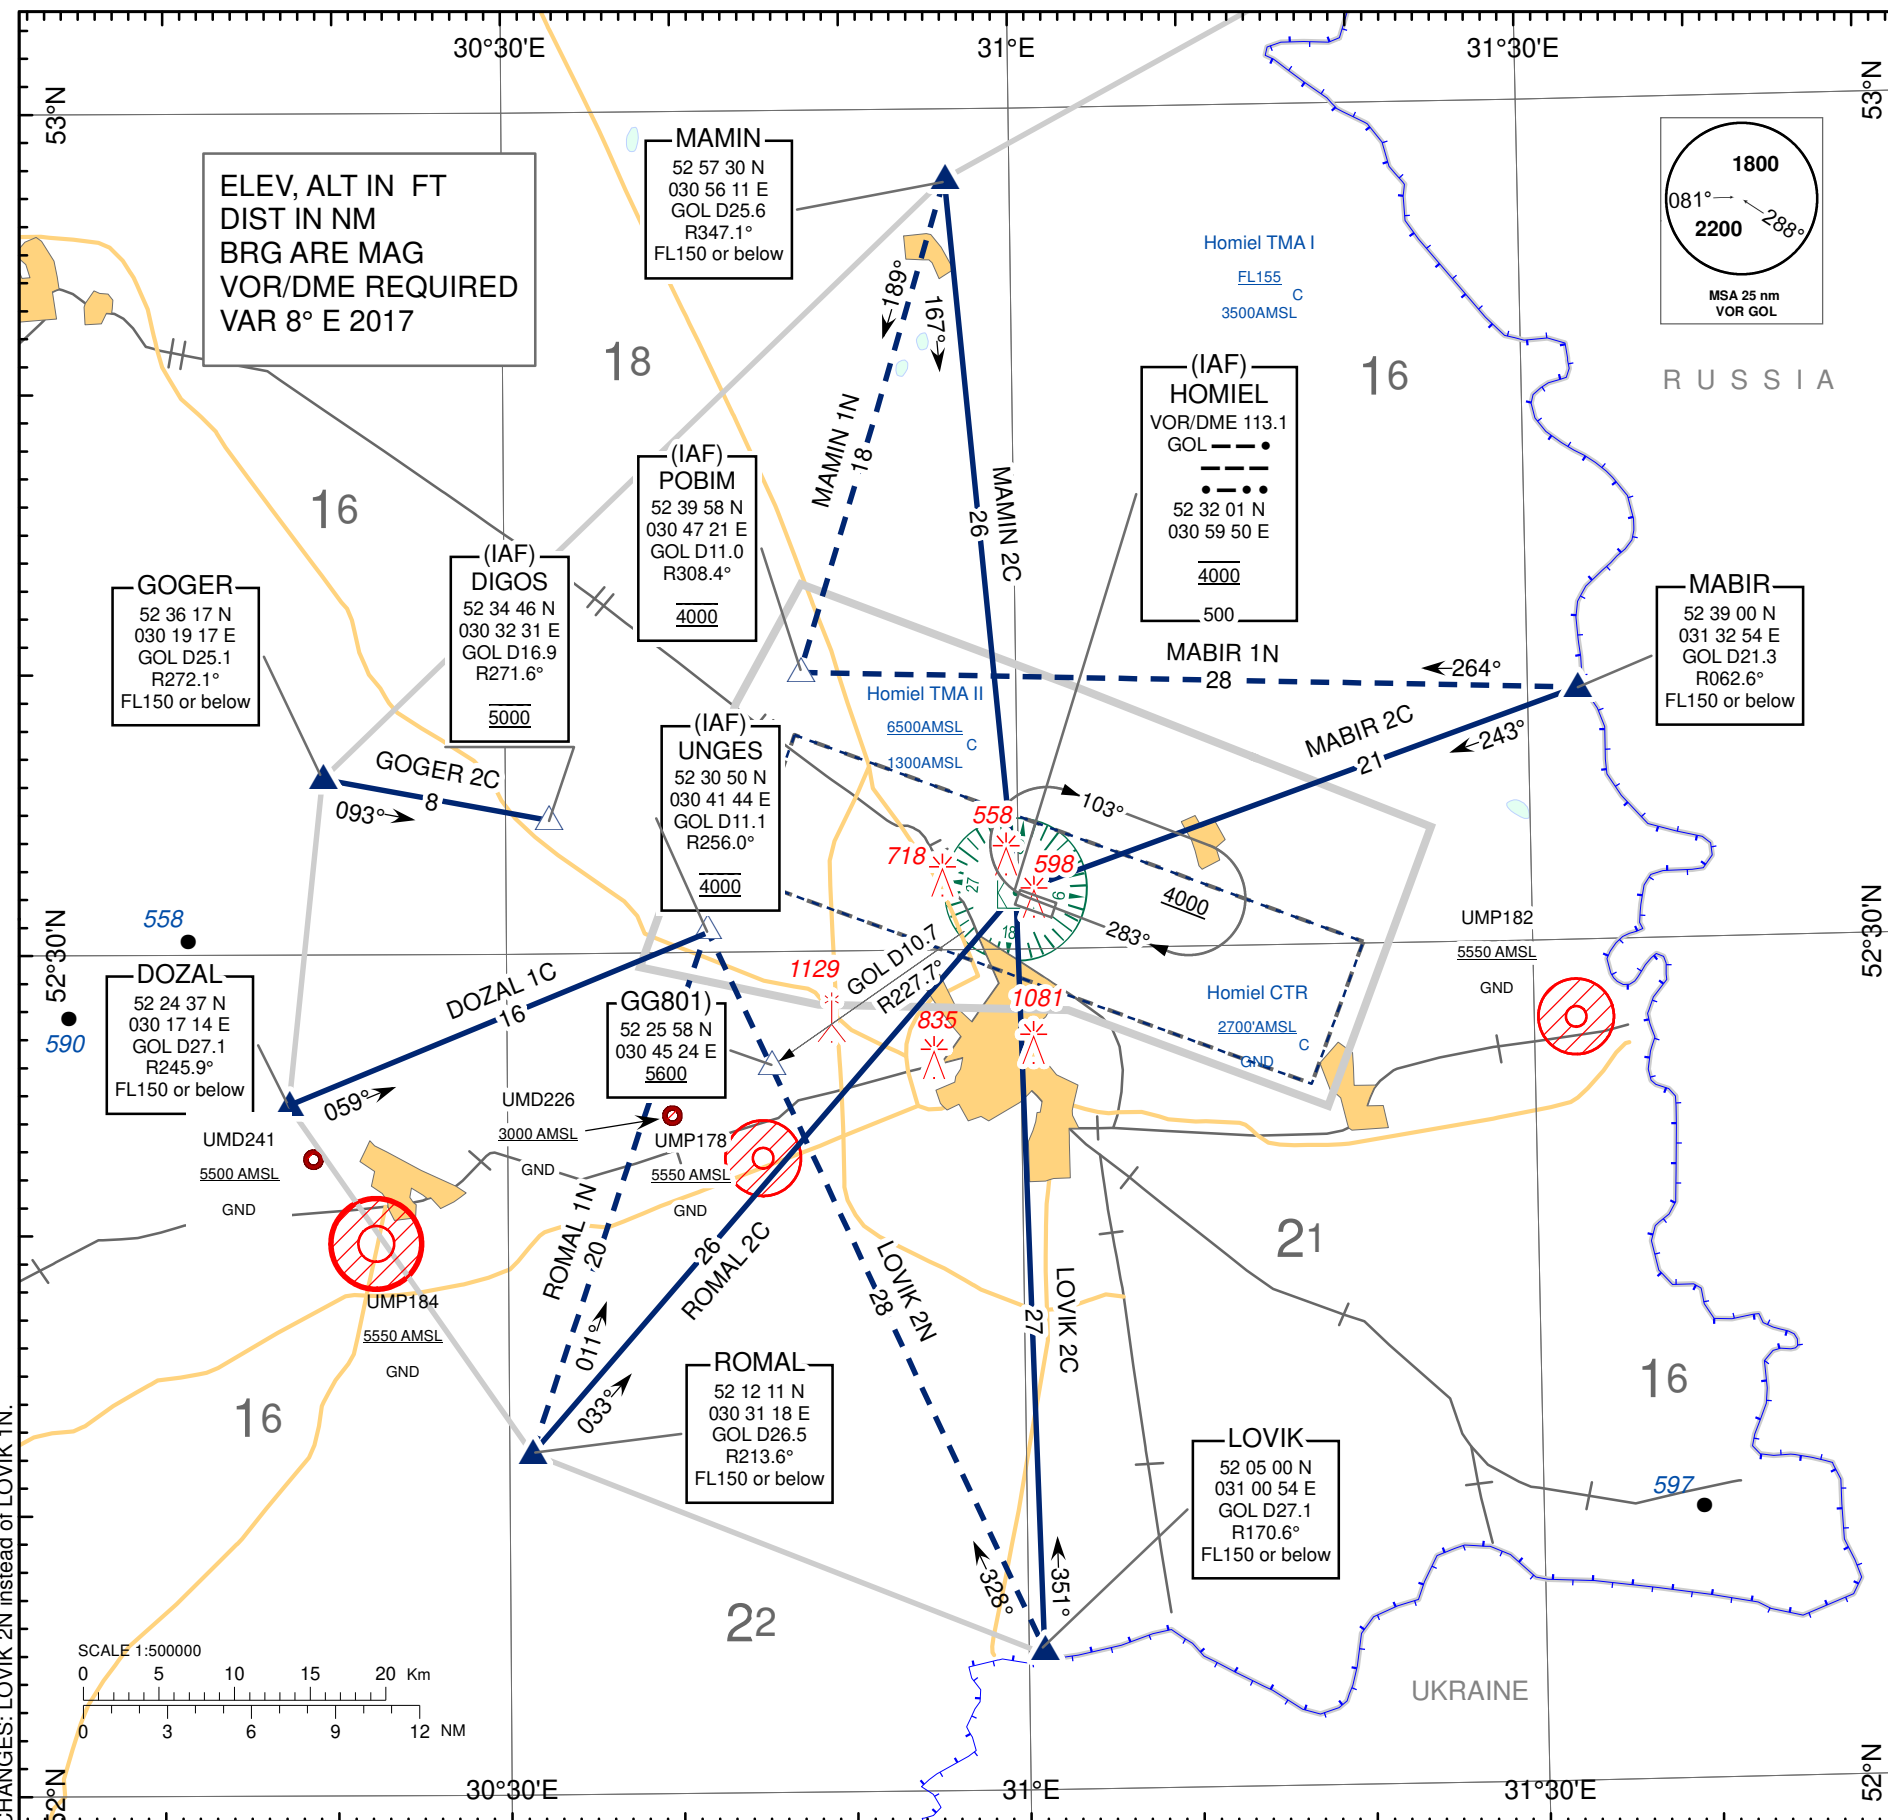 30°30'E
31°E
31°30'E
53°N
53°N
ELEV, ALT IN FT
DIST IN NM
BRG ARE MAG
VOR/DME REQUIRED
VAR 8° E 2017
MAMIN
52 57 30 N
030 56 11 E
GOL D25.6
R347.1°
FL150 or below
1800
081°
288°
2200
MSA 25 nm
VOR GOL
Homiel TMA I
FL155
C
3500AMSL
189°
167°
18
16
RUSSIA
(IAF)
HOMIEL
VOR/DME 113.1
GOL
52 32 01 N
030 59 50 E
4000
500
MAMIN 1N
18
MAMIN 2C
26
16
(IAF)
POBIM
52 39 58 N
030 47 21 E
GOL D11.0
R308.4°
4000
(IAF)
DIGOS
52 34 46 N
030 32 31 E
GOL D16.9
R271.6°
5000
GOGER
52 36 17 N
030 19 17 E
GOL D25.1
R272.1°
FL150 or below
MABIR
52 39 00 N
031 32 54 E
GOL D21.3
R062.6°
FL150 or below
MABIR 1N
28
264°
Homiel TMA II
6500AMSL
C
1300AMSL
(IAF)
UNGES
52 30 50 N
030 41 44 E
GOL D11.1
R256.0°
4000
MABIR 2C
21
243°
GOGER 2C
8
093°
103°
558
718
598
27
6
18
4000
283°
558
590
52°30'N
52°30'N
UMP182
5550 AMSL
GND
DOZAL
52 24 37 N
030 17 14 E
GOL D27.1
R245.9°
FL150 or below
DOZAL 1C
16
059°
GOL D10.7
R227.7°
1129
835
1081
Homiel CTR
2700'AMSL
C
GND
GG801)
52 25 58 N
030 45 24 E
5600
UMD226
3000 AMSL
GND
UMD241
5500 AMSL
GND
UMP178
5550 AMSL
GND
UMP184
5550 AMSL
GND
ROMAL 1N
20
011°
26
ROMAL 2C
033°
LOVIK 2N
28
LOVIK 2C
27
21
16
16
ROMAL
52 12 11 N
030 31 18 E
GOL D26.5
R213.6°
FL150 or below
LOVIK
52 05 00 N
031 00 54 E
GOL D27.1
R170.6°
FL150 or below
597
328°
351°
22
UKRAINE
SCALE 1:500000
0 5 10 15 20 Km
0 3 6 9 12 NM
30°30'E
31°E
31°30'E
52°N
52°N
CHANGES: LOVIK 2N instead of LOVIK 1N.